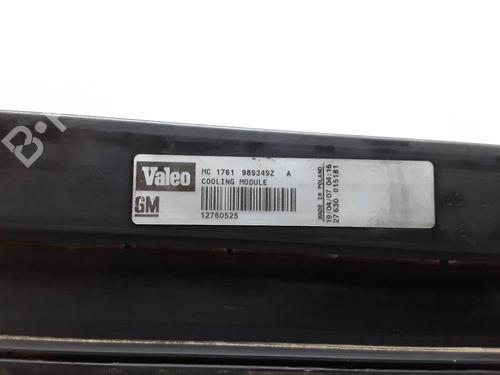 Valeo
MC 1761 989349Z A
COOLING MODULE
GM
12760525
MADE IN POLAND
19/04/07 04:16
27630 015181